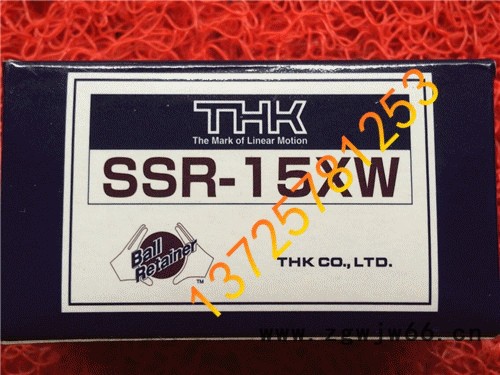 THK
The Mark of Linear Motion
SSR-15XW
Ball
Retainer
TM
THK CO., LTD.
13725781253
www.zgwjw66.cn